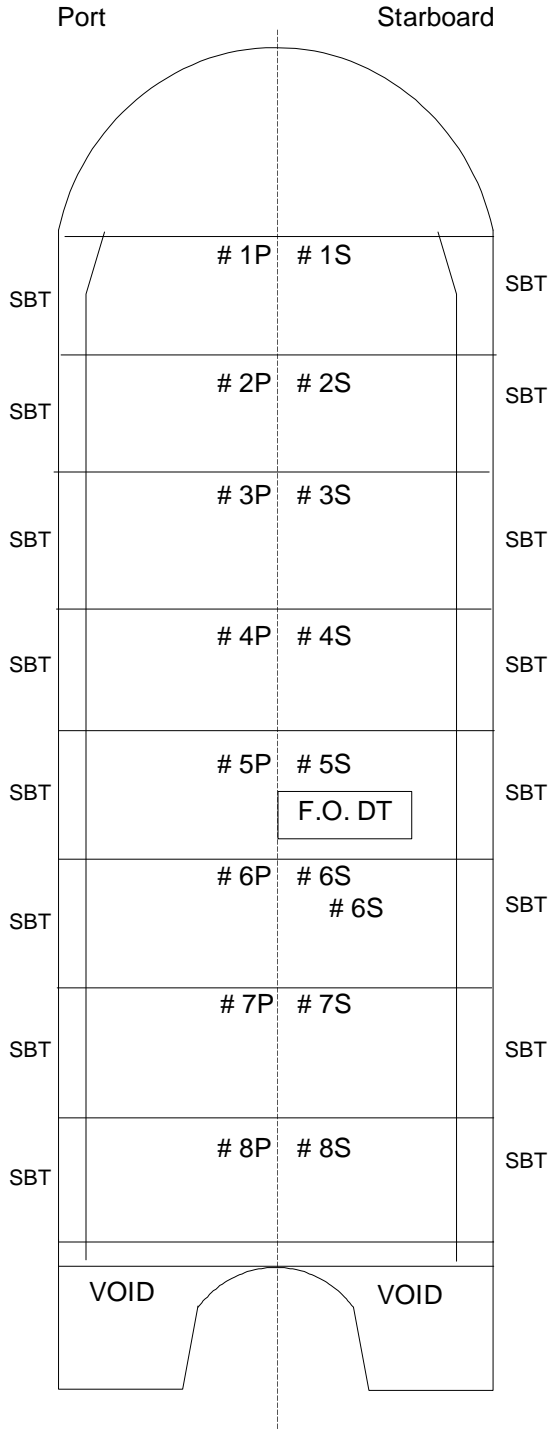 Port Starboard
# 1P # 1S
SBT SBT
# 2P # 2S
SBT SBT
# 3P # 3S
SBT SBT
# 4P # 4S
SBT SBT
# 5P # 5S
SBT F.O. DT SBT
# 6P # 6S
# 6S
SBT SBT
# 7P # 7S
SBT SBT
# 8P # 8S
SBT SBT
VOID VOID